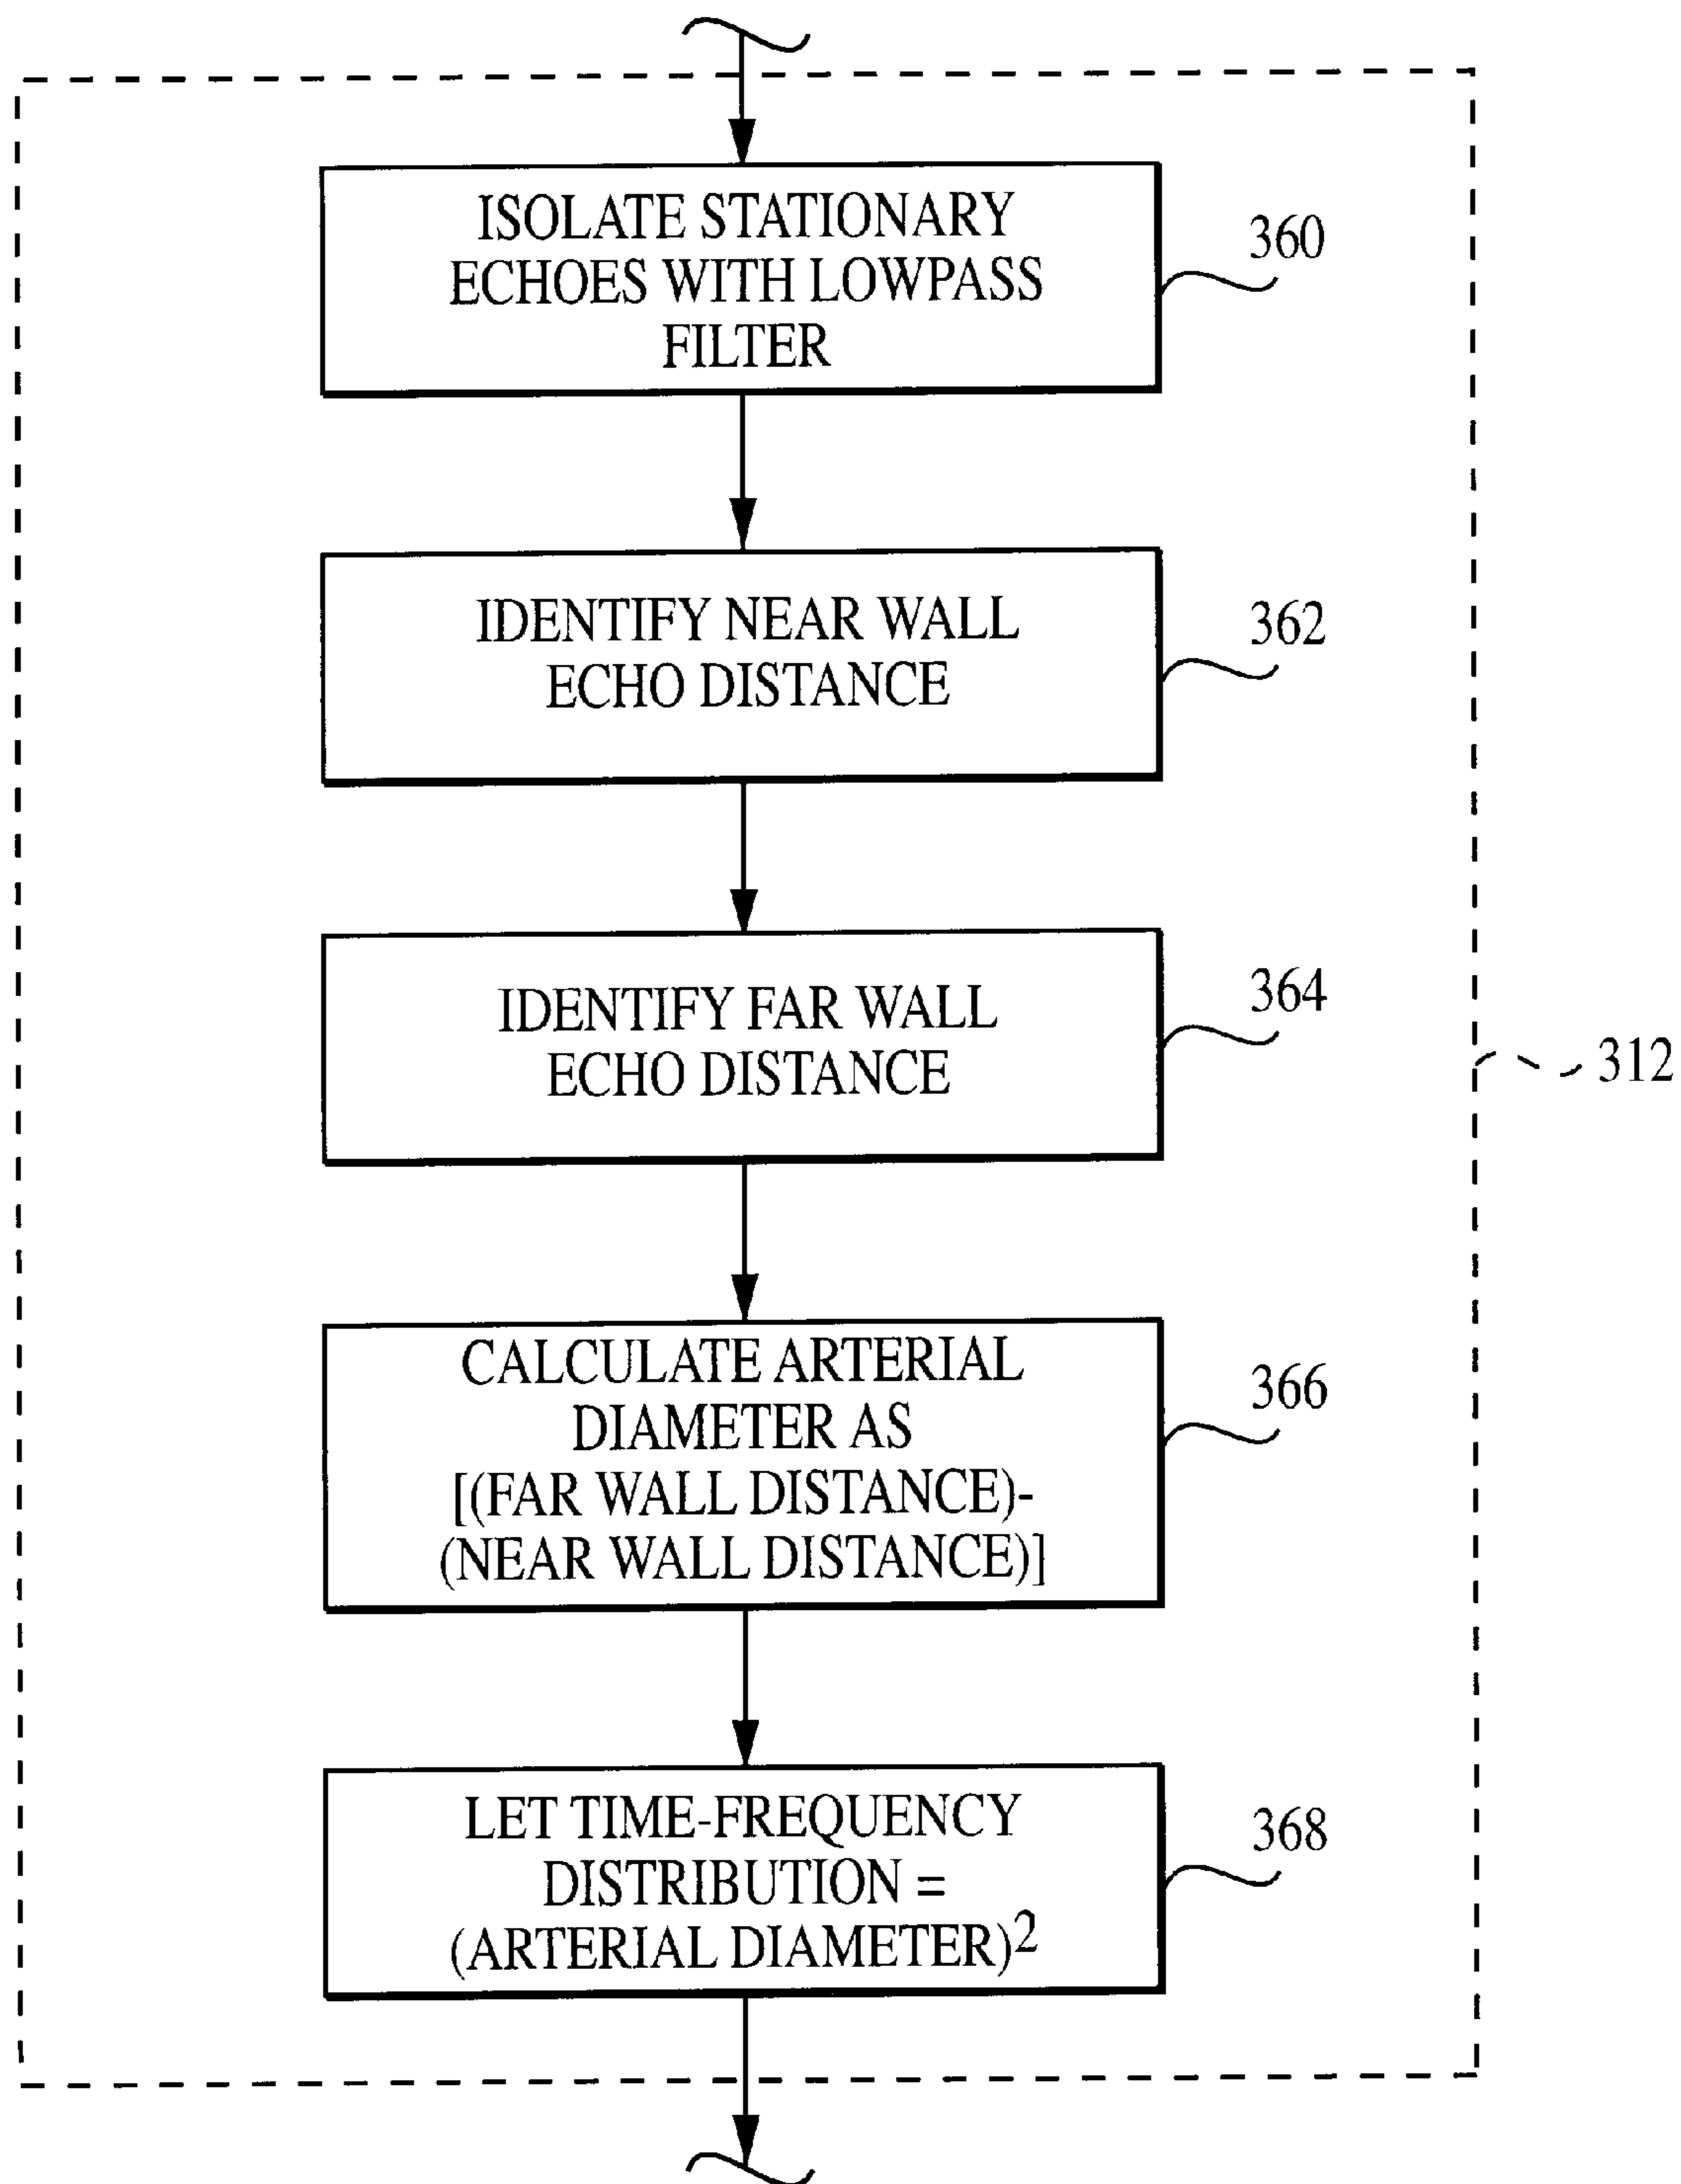 ISOLATE STATIONARY
ECHOES WITH LOWPASS
FILTER
360
IDENTIFY NEAR WALL
ECHO DISTANCE
362
IDENTIFY FAR WALL
ECHO DISTANCE
364
312
CALCULATE ARTERIAL
DIAMETER AS
[(FAR WALL DISTANCE)-
(NEAR WALL DISTANCE)]
366
LET TIME-FREQUENCY
DISTRIBUTION =
(ARTERIAL DIAMETER)2
368